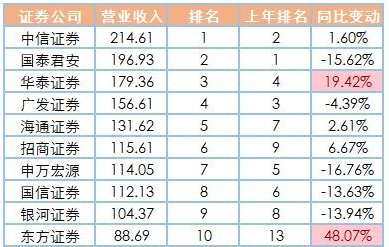 证券公司 营业收入 排名 上年排名 同比变动
中信证券 214.61 1 2 1.60%
国泰君安 196.93 2 1 -15.62%
华泰证券 179.36 3 4 19.42%
广发证券 156.61 4 3 -4.39%
海通证券 131.62 5 7 2.61%
招商证券 115.61 6 9 6.67%
申万宏源 114.05 7 5 -16.76%
国信证券 112.13 8 6 -13.63%
银河证券 104.37 9 8 -13.94%
东方证券 88.69 10 13 48.07%